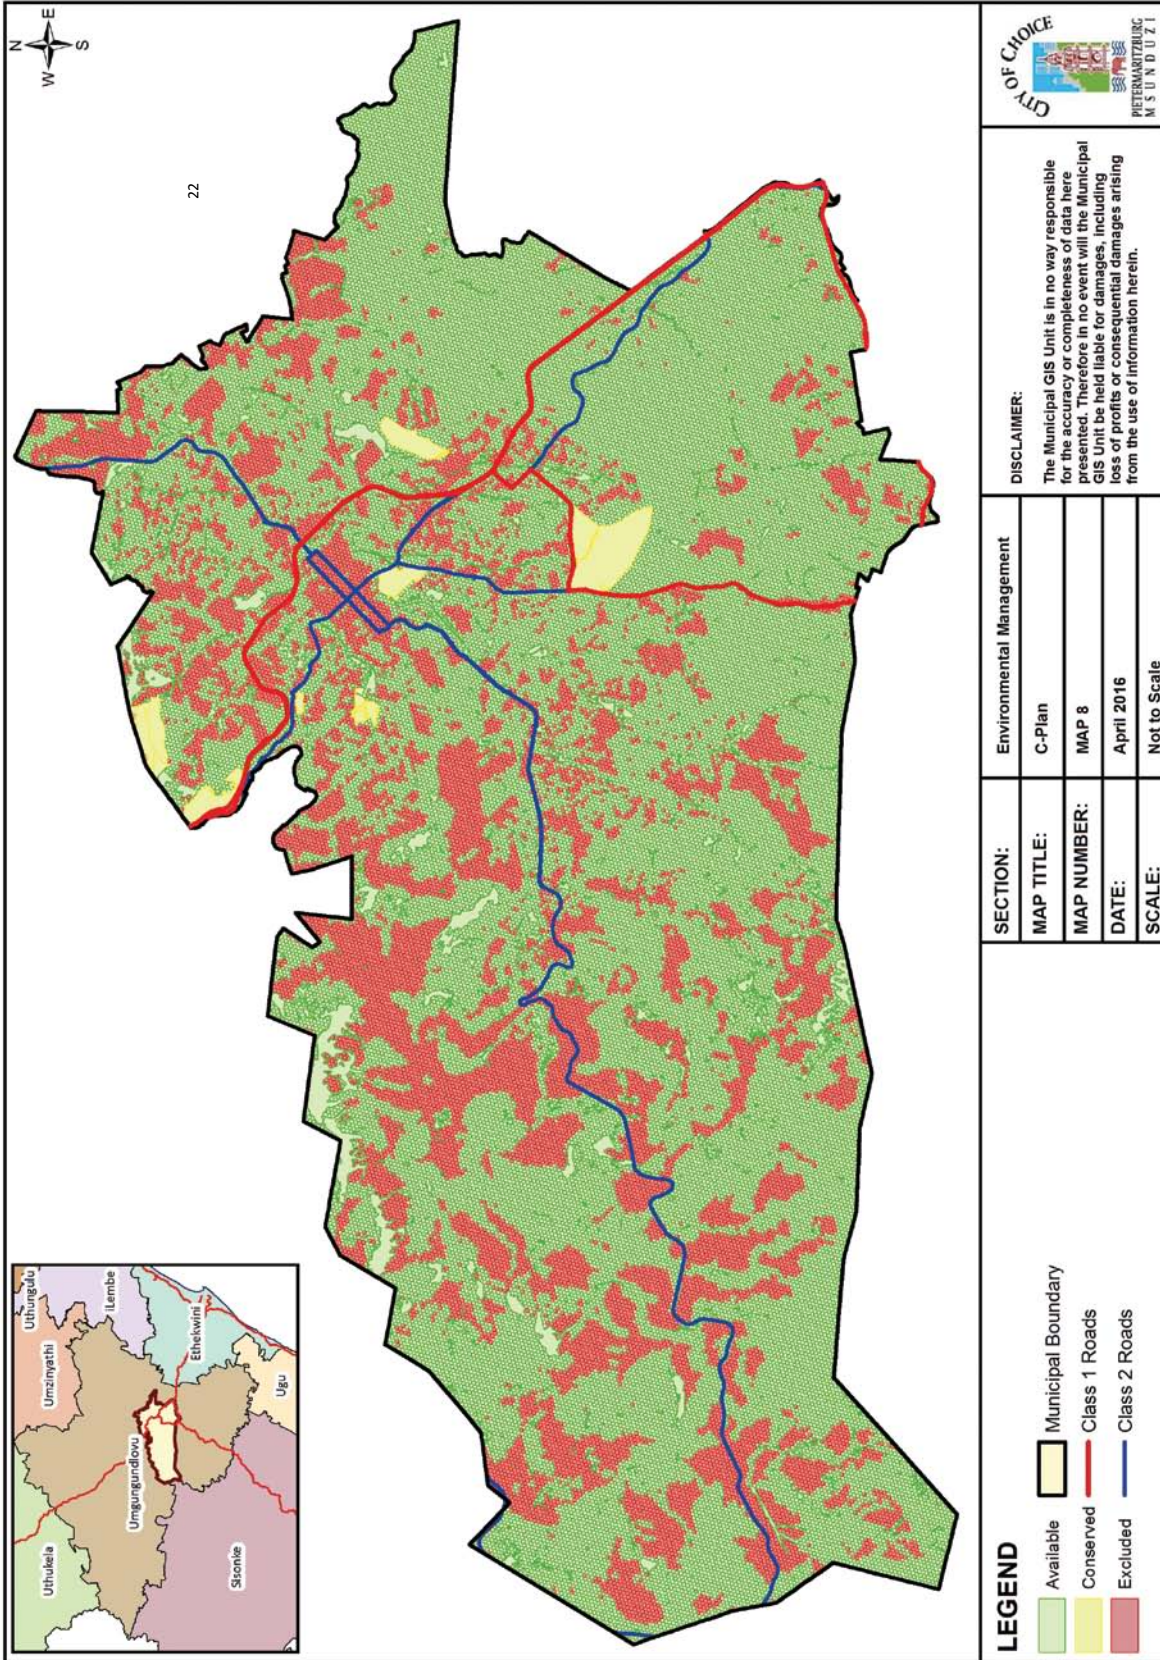 N
W
E
S
22
Uthukela
Umzinyathi
Uthungulu
iLembe
Umgungundlovu
Ethekwini
Sisonke
Ugu
LEGEND
Available
Conserved
Excluded
Municipal Boundary
Class 1 Roads
Class 2 Roads
SECTION: Environmental Management
MAP TITLE: C-Plan
MAP NUMBER: MAP 8
DATE: April 2016
SCALE: Not to Scale
DISCLAIMER:
The Municipal GIS Unit is in no way responsible
for the accuracy or completeness of data here
presented. Therefore in no event will the Municipal
GIS Unit be held liable for damages, including
loss of profits or consequential damages arising
from the use of information herein.
CITY OF CHOICE
PIETERMARITZBURG
MSUNDUZI